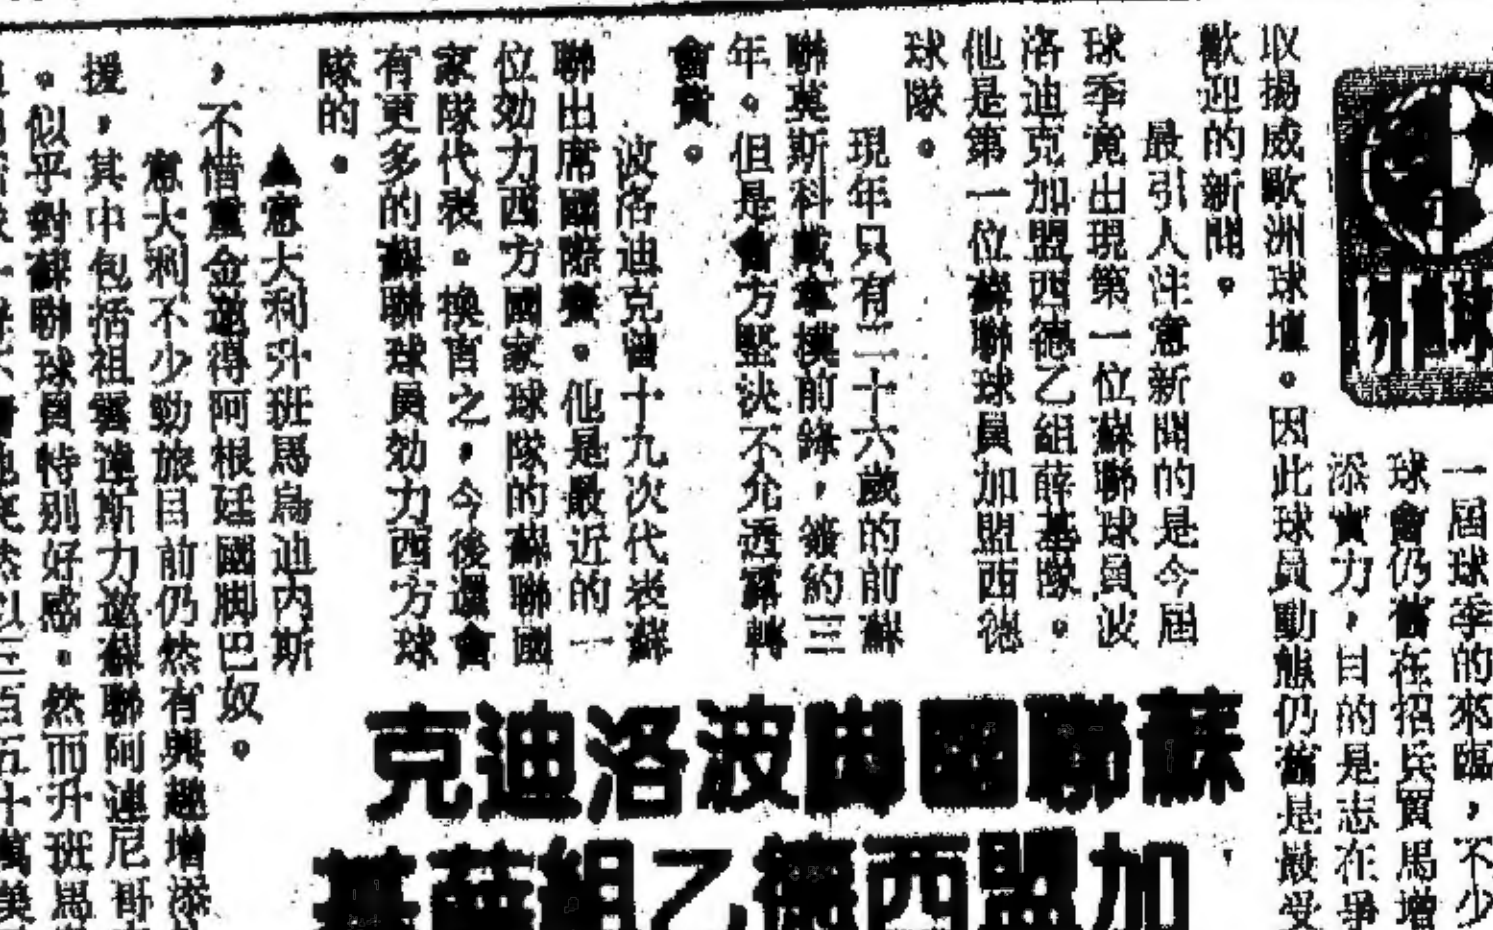 蘇聯國與波洛迪克
加盟西德乙組薛基
一屆球季的來臨，不少
球會仍舊在招兵買馬增
添實力，目的是志在爭
取揚威歐洲球壇。因此球員動態仍舊是最受
歡迎的新聞。
最引人注意新聞的是今屆
球季竟出現第一位蘇聯球員波
洛迪克加盟西德乙組薛基隊。
他是第一位蘇聯球員加盟西德
球隊。
現年只有二十六歲的前蘇
聯莫斯科戴拿模前鋒，簽約三
年。但是會方堅決不允透露轉
會費。
波洛迪克曾十九次代表蘇
聯出席國際賽。他是最近的一
位効力西方國家球隊的蘇聯國
家隊代表。換言之，今後還會
有更多的蘇聯球員効力西方球
隊的。
▲意大利升班馬烏迪內斯
，不惜重金邀得阿根廷國脚巴奴。
意大利不少勁旅目前仍然有興趣增添
援，其中包括祖雲達斯力邀蘇聯阿連尼哥
。似乎對蘇聯球員特別好感。然而升班馬